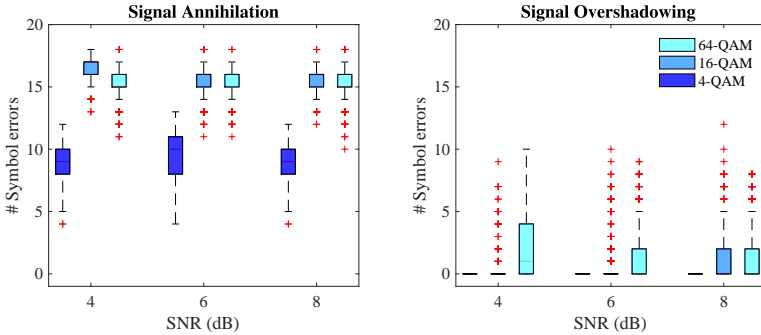 Signal Annihilation
# Symbol errors
20
15
10
5
0
4
6
8
SNR (dB)
Signal Overshadowing
# Symbol errors
20
15
10
5
0
64-QAM
16-QAM
4-QAM
4
6
8
SNR (dB)